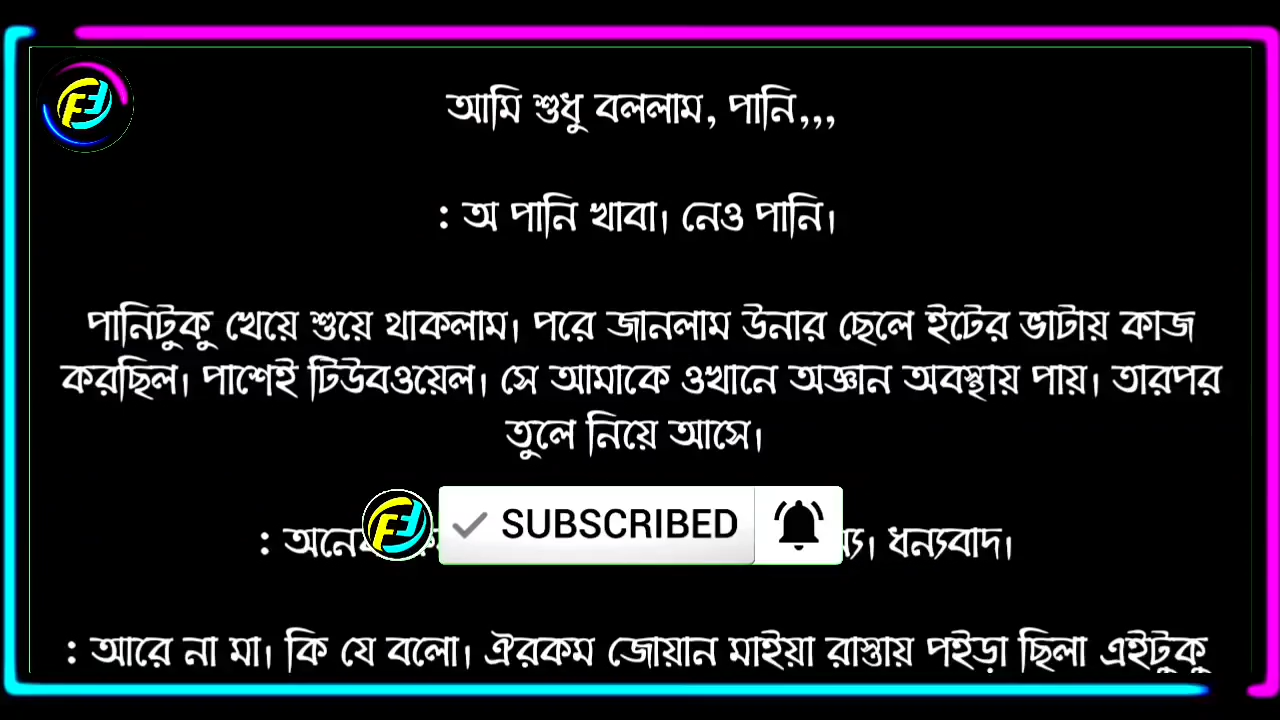 আমি শুধু বললাম, পানি,,,
: অ পানি খাবা। নেও পানি।
পানিটুকু খেয়ে শুয়ে থাকলাম। পরে জানলাম উনার ছেলে ইটের ভাটায় কাজ
করছিল। পাশেই টিউবওয়েল। সে আমাকে ওখানে অজ্ঞান অবস্থায় পায়। তারপর
তুলে নিয়ে আসে।
SUBSCRIBED
: ধন্যবাদ।
: আরে না মা। কি যে বলো। ঐরকম জোয়ান মাইয়া রাস্তায় পইড়া ছিলা এইটুকু